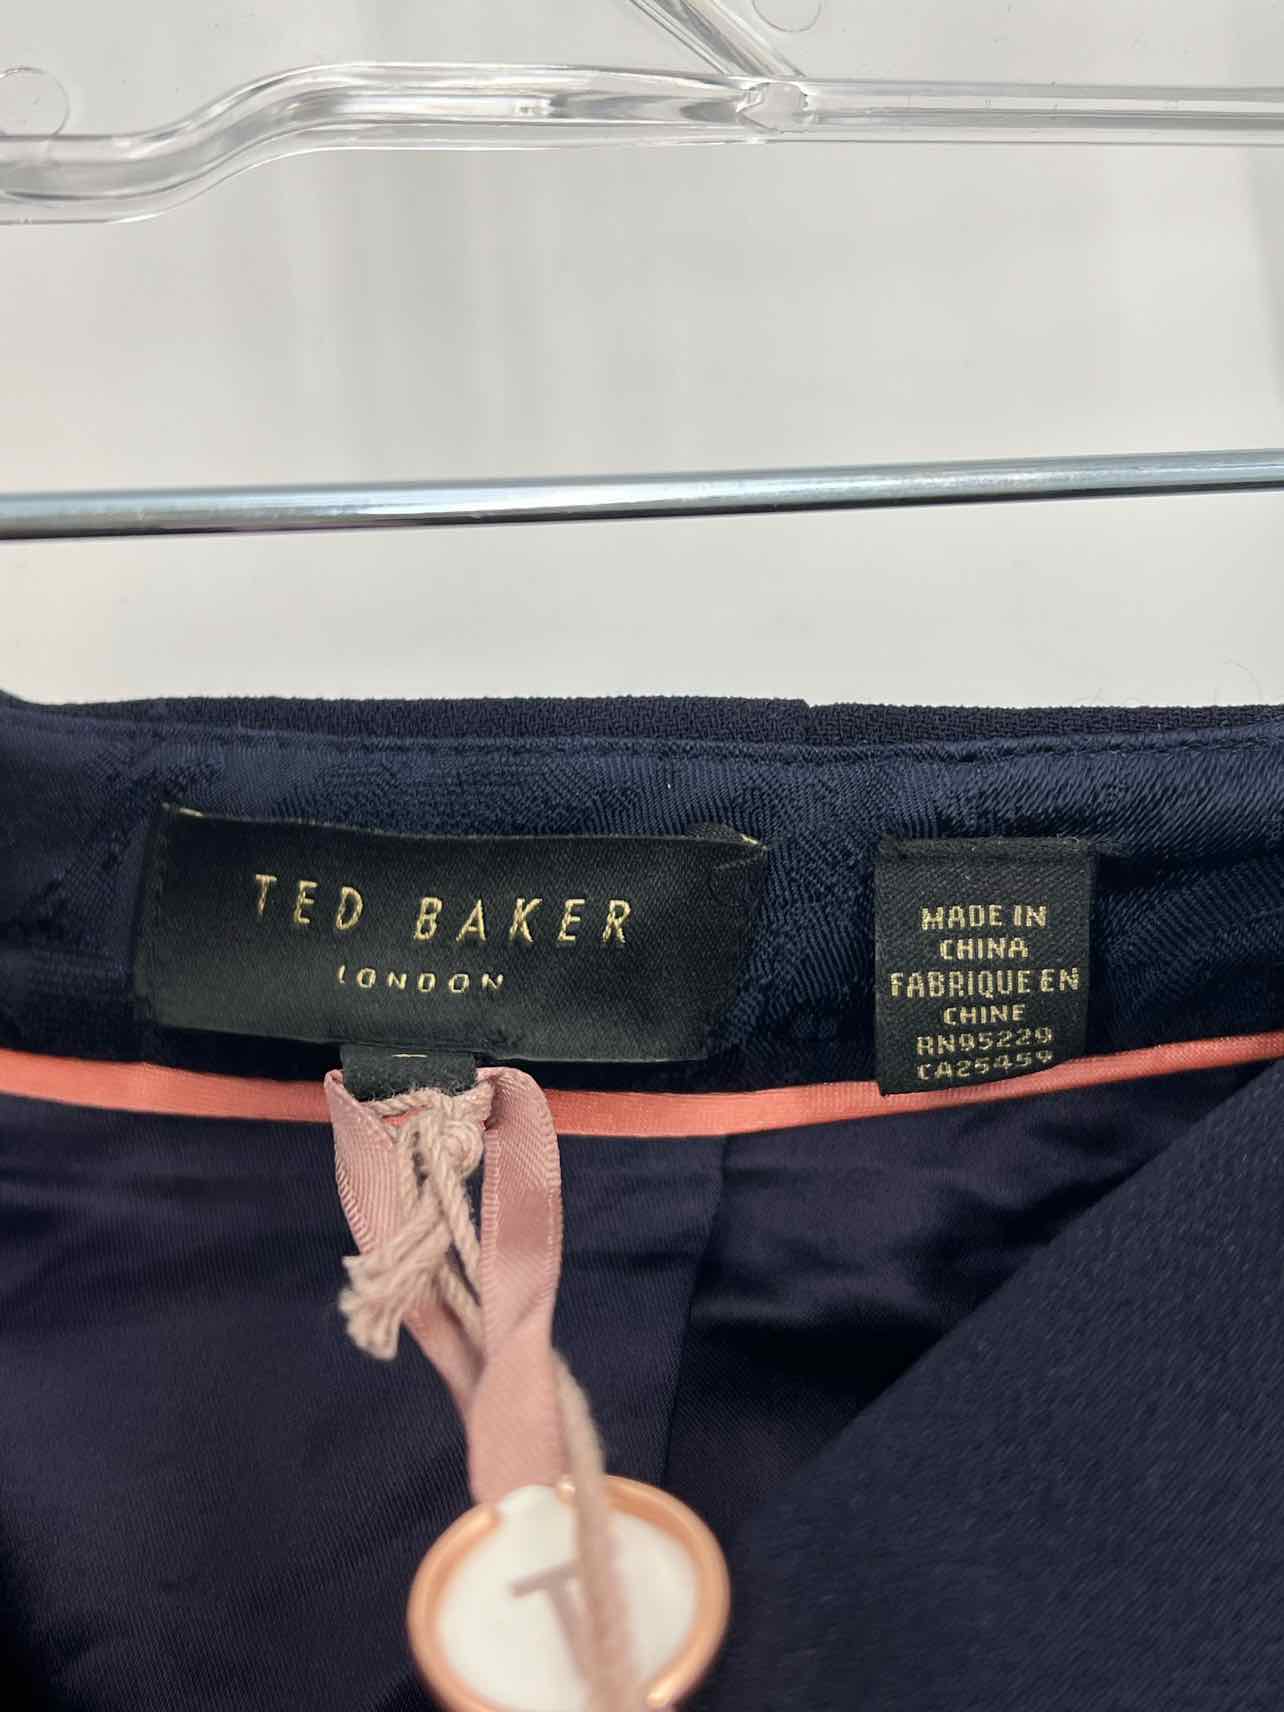 TED BAKER
LONDON
MADE IN
CHINA
FABRIQUE EN
CHINE
RN95229
CA25459
T